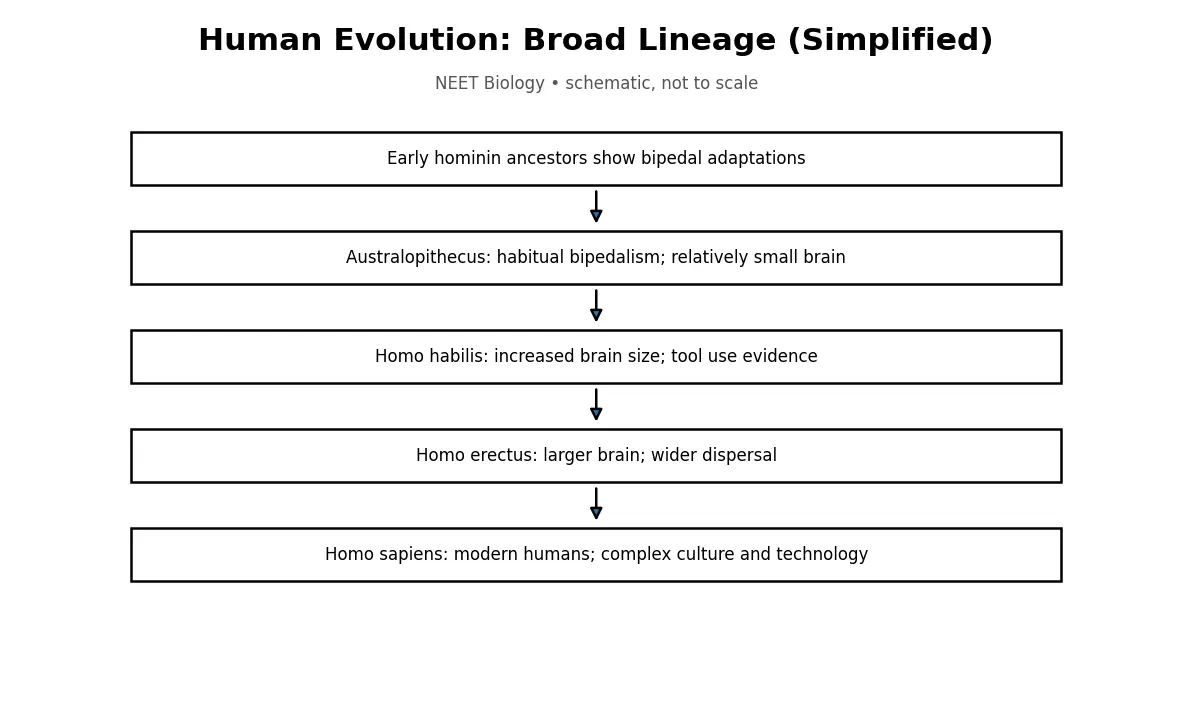 Human Evolution: Broad Lineage (Simplified)
NEET Biology • schematic, not to scale
Early hominin ancestors show bipedal adaptations
Australopithecus: habitual bipedalism; relatively small brain
Homo habilis: increased brain size; tool use evidence
Homo erectus: larger brain; wider dispersal
Homo sapiens: modern humans; complex culture and technology